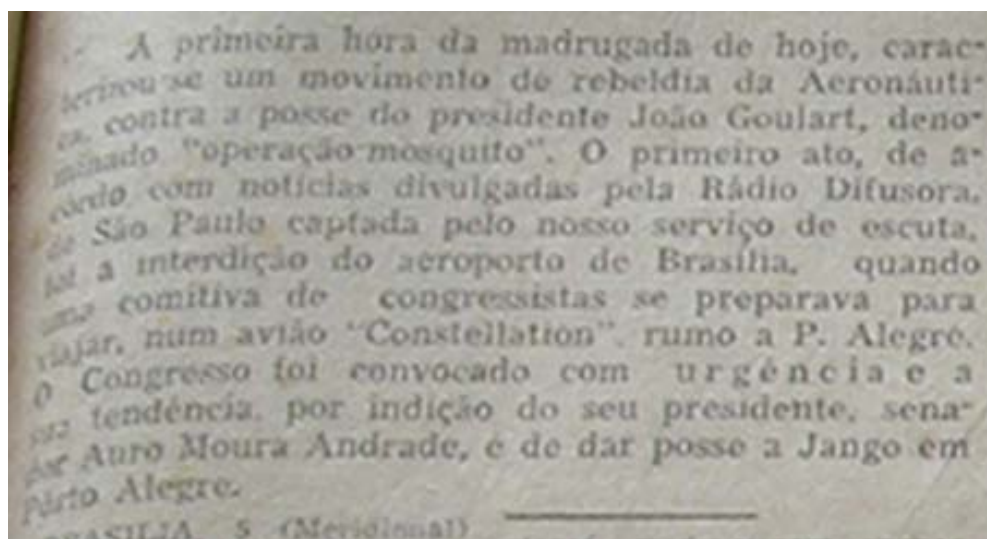 A primeira hora da madrugada de hoje, carac-
terizou-se um movimento de rebeldia da Aeronáuti-
ca, contra a posse do presidente João Goulart, deno-
minado "operação-mosquito". O primeiro ato, de a-
côrdo com notícias divulgadas pela Rádio Difusora,
de São Paulo captada pelo nosso serviço de escuta,
foi a interdição do aeroporto de Brasília, quando
uma comitiva de congressistas se preparava para
viajar, num avião "Constellation". rumo a P. Alegre.
O Congresso foi convocado com urgência e a
sua tendência, por indição do seu presidente, sena-
dor Auro Moura Andrade, é de dar posse a Jango em
Pôrto Alegre.
BRASILIA, 5 (Meridional)